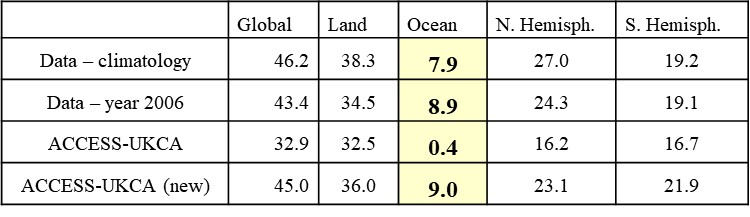 Global Land Ocean N. Hemisph. S. Hemisph.
Data – climatology 46.2 38.3 7.9 27.0 19.2
Data – year 2006 43.4 34.5 8.9 24.3 19.1
ACCESS-UKCA 32.9 32.5 0.4 16.2 16.7
ACCESS-UKCA (new) 45.0 36.0 9.0 23.1 21.9